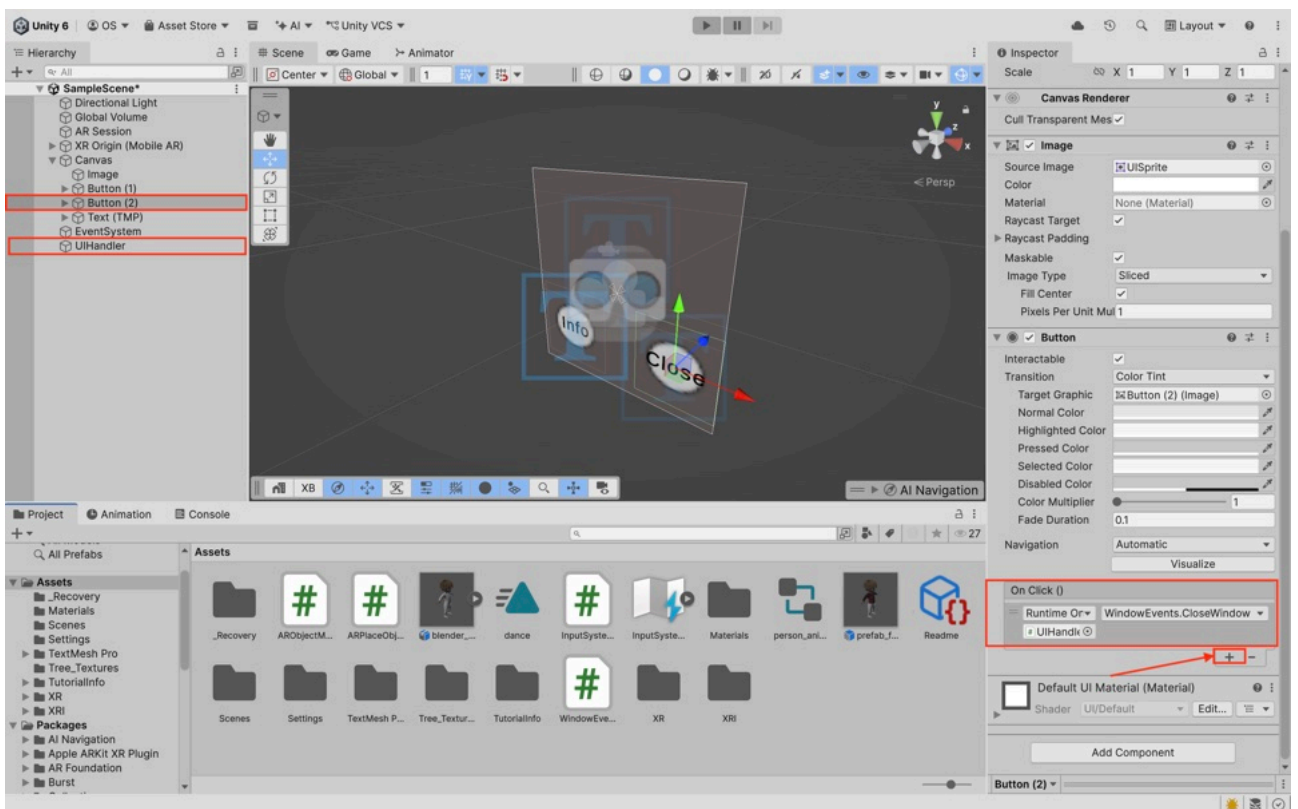 Unity 6 OS Asset Store AI Unity VCS Layout
Hierarchy
All
SampleScene*
Directional Light
Global Volume
AR Session
XR Origin (Mobile AR)
Canvas
Image
Button (1)
Button (2)
Text (TMP)
EventSystem
UIHandler
Scene Game Animator
Center Global 1 2D
y
z
x
Persp
T
T
Info
Close
XB
AI Navigation
Project Animation Console
27
All Prefabs
Assets
_Recovery
Materials
Scenes
Settings
TextMesh Pro
Tree_Textures
TutorialInfo
XR
XRI
Packages
AI Navigation
Apple ARKit XR Plugin
AR Foundation
Burst
Assets
_Recovery ARObjectM... ARPlaceObj... blender_... dance InputSyste... InputSyste... Materials person_ani... prefab_f... Readme
Scenes Settings TextMesh P... Tree_Textur... TutorialInfo WindowEve... XR XRI
Inspector
Scale X 1 Y 1 Z 1
Canvas Renderer
Cull Transparent Mes
Image
Source Image UISprite
Color
Material None (Material)
Raycast Target
Raycast Padding
Maskable
Image Type Sliced
Fill Center
Pixels Per Unit Mul 1
Button
Interactable
Transition Color Tint
Target Graphic Button (2) (Image)
Normal Color
Highlighted Color
Pressed Color
Selected Color
Disabled Color
Color Multiplier 1
Fade Duration 0.1
Navigation Automatic
Visualize
On Click ()
Runtime Or WindowEvents.CloseWindow
UIHandle
+ -
Default UI Material (Material)
Shader UI/Default Edit...
Add Component
Button (2)